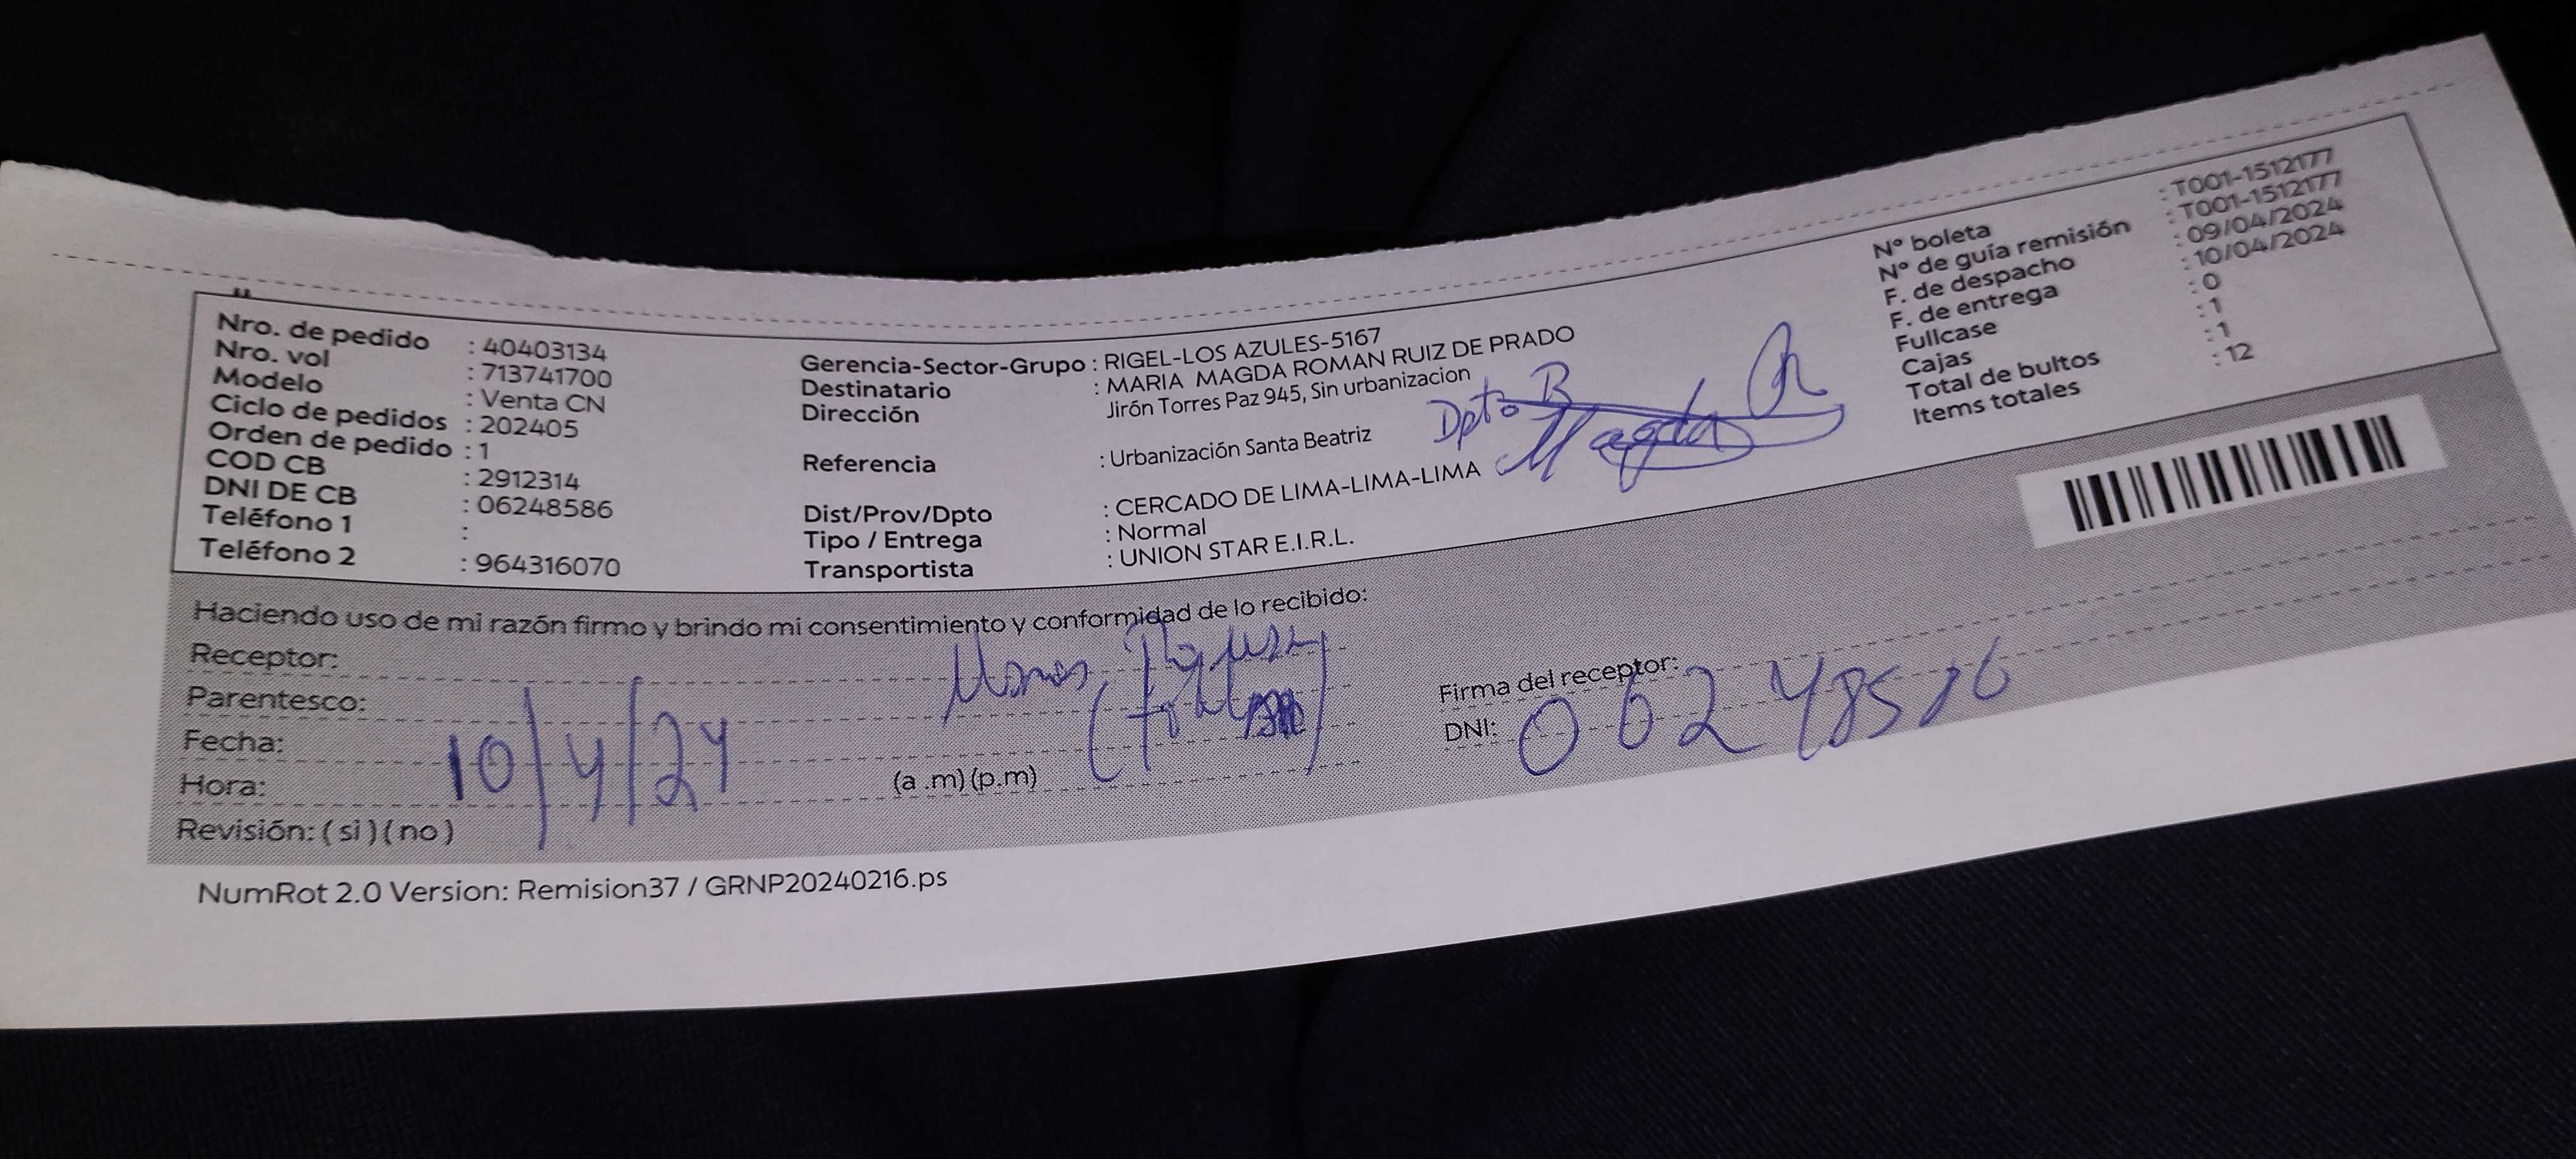 Nro. de pedido : 40403134
Nro. vol : 713741700
Modelo : Venta CN
Ciclo de pedidos : 202405
Orden de pedido : 1
COD CB : 2912314
DNI DE CB : 06248586
Teléfono 1 :
Teléfono 2 : 964316070
Gerencia-Sector-Grupo : RIGEL-LOS AZULES-5167
Destinatario : MARIA MAGDA ROMAN RUIZ DE PRADO
Dirección Jirón Torres Paz 945, Sin urbanizacion
Dpto B
Referencia : Urbanización Santa Beatriz
Magda R
Dist/Prov/Dpto : CERCADO DE LIMA-LIMA-LIMA
Tipo / Entrega : Normal
Transportista : UNION STAR E.I.R.L.
N° boleta : T001-1512177
N° de guía remisión : T001-1512177
F. de despacho : 09/04/2024
F. de entrega : 10/04/2024
Fullcase : 0
Cajas : 1
Total de bultos : 1
Items totales : 12
Haciendo uso de mi razón firmo y brindo mi consentimiento y conformidad de lo recibido:
Receptor:
Parentesco:
Fecha: 10/4/24
Hora: (a .m) (p.m)
Revisión: ( si ) ( no )
Firma del receptor:
DNI: 06248586
NumRot 2.0 Version: Remision37 / GRNP20240216.ps